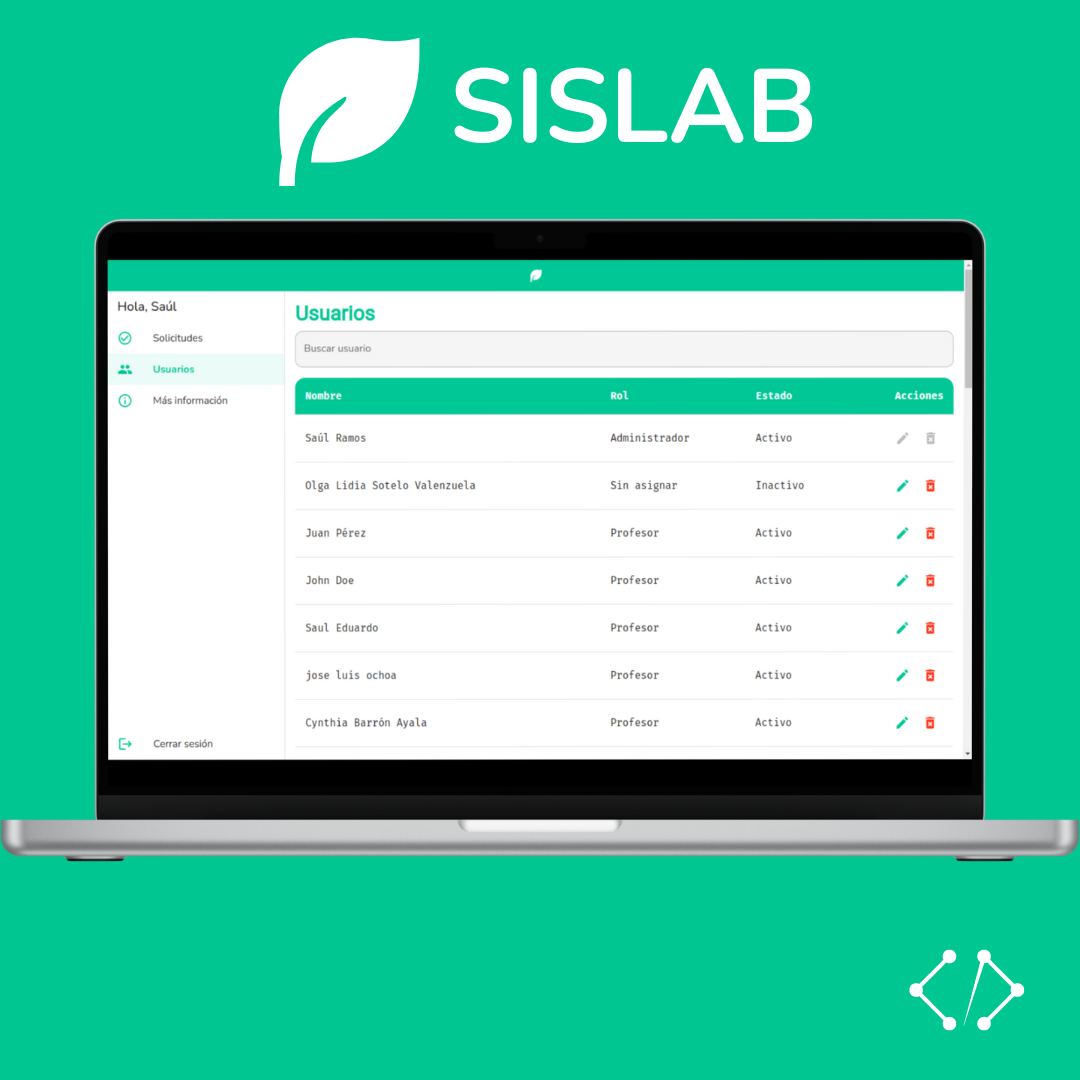 SISLAB
Hola, Saúl
Solicitudes
Usuarios
Más información
Cerrar sesión
Usuarios
Buscar usuario
Nombre Rol Estado Acciones
Saúl Ramos Administrador Activo
Olga Lidia Sotelo Valenzuela Sin asignar Inactivo
Juan Pérez Profesor Activo
John Doe Profesor Activo
Saul Eduardo Profesor Activo
jose luis ochoa Profesor Activo
Cynthia Barrón Ayala Profesor Activo